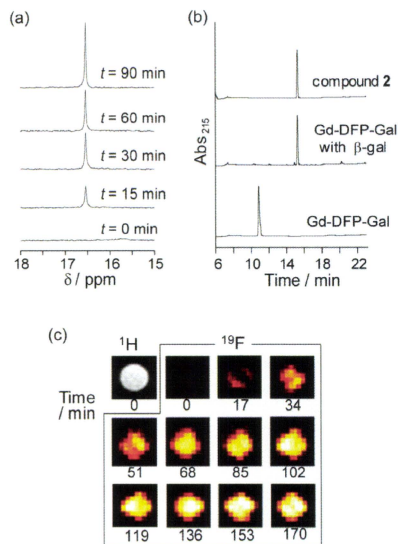 (a)
t = 90 min
t = 60 min
t = 30 min
t = 15 min
t = 0 min
18 17 16 15
δ / ppm
(b)
Abs215
compound 2
Gd-DFP-Gal
with β-gal
Gd-DFP-Gal
6 10 14 18 22
Time / min
(c)
1H 19F
Time
/ min
0 0 17 34
51 68 85 102
119 136 153 170